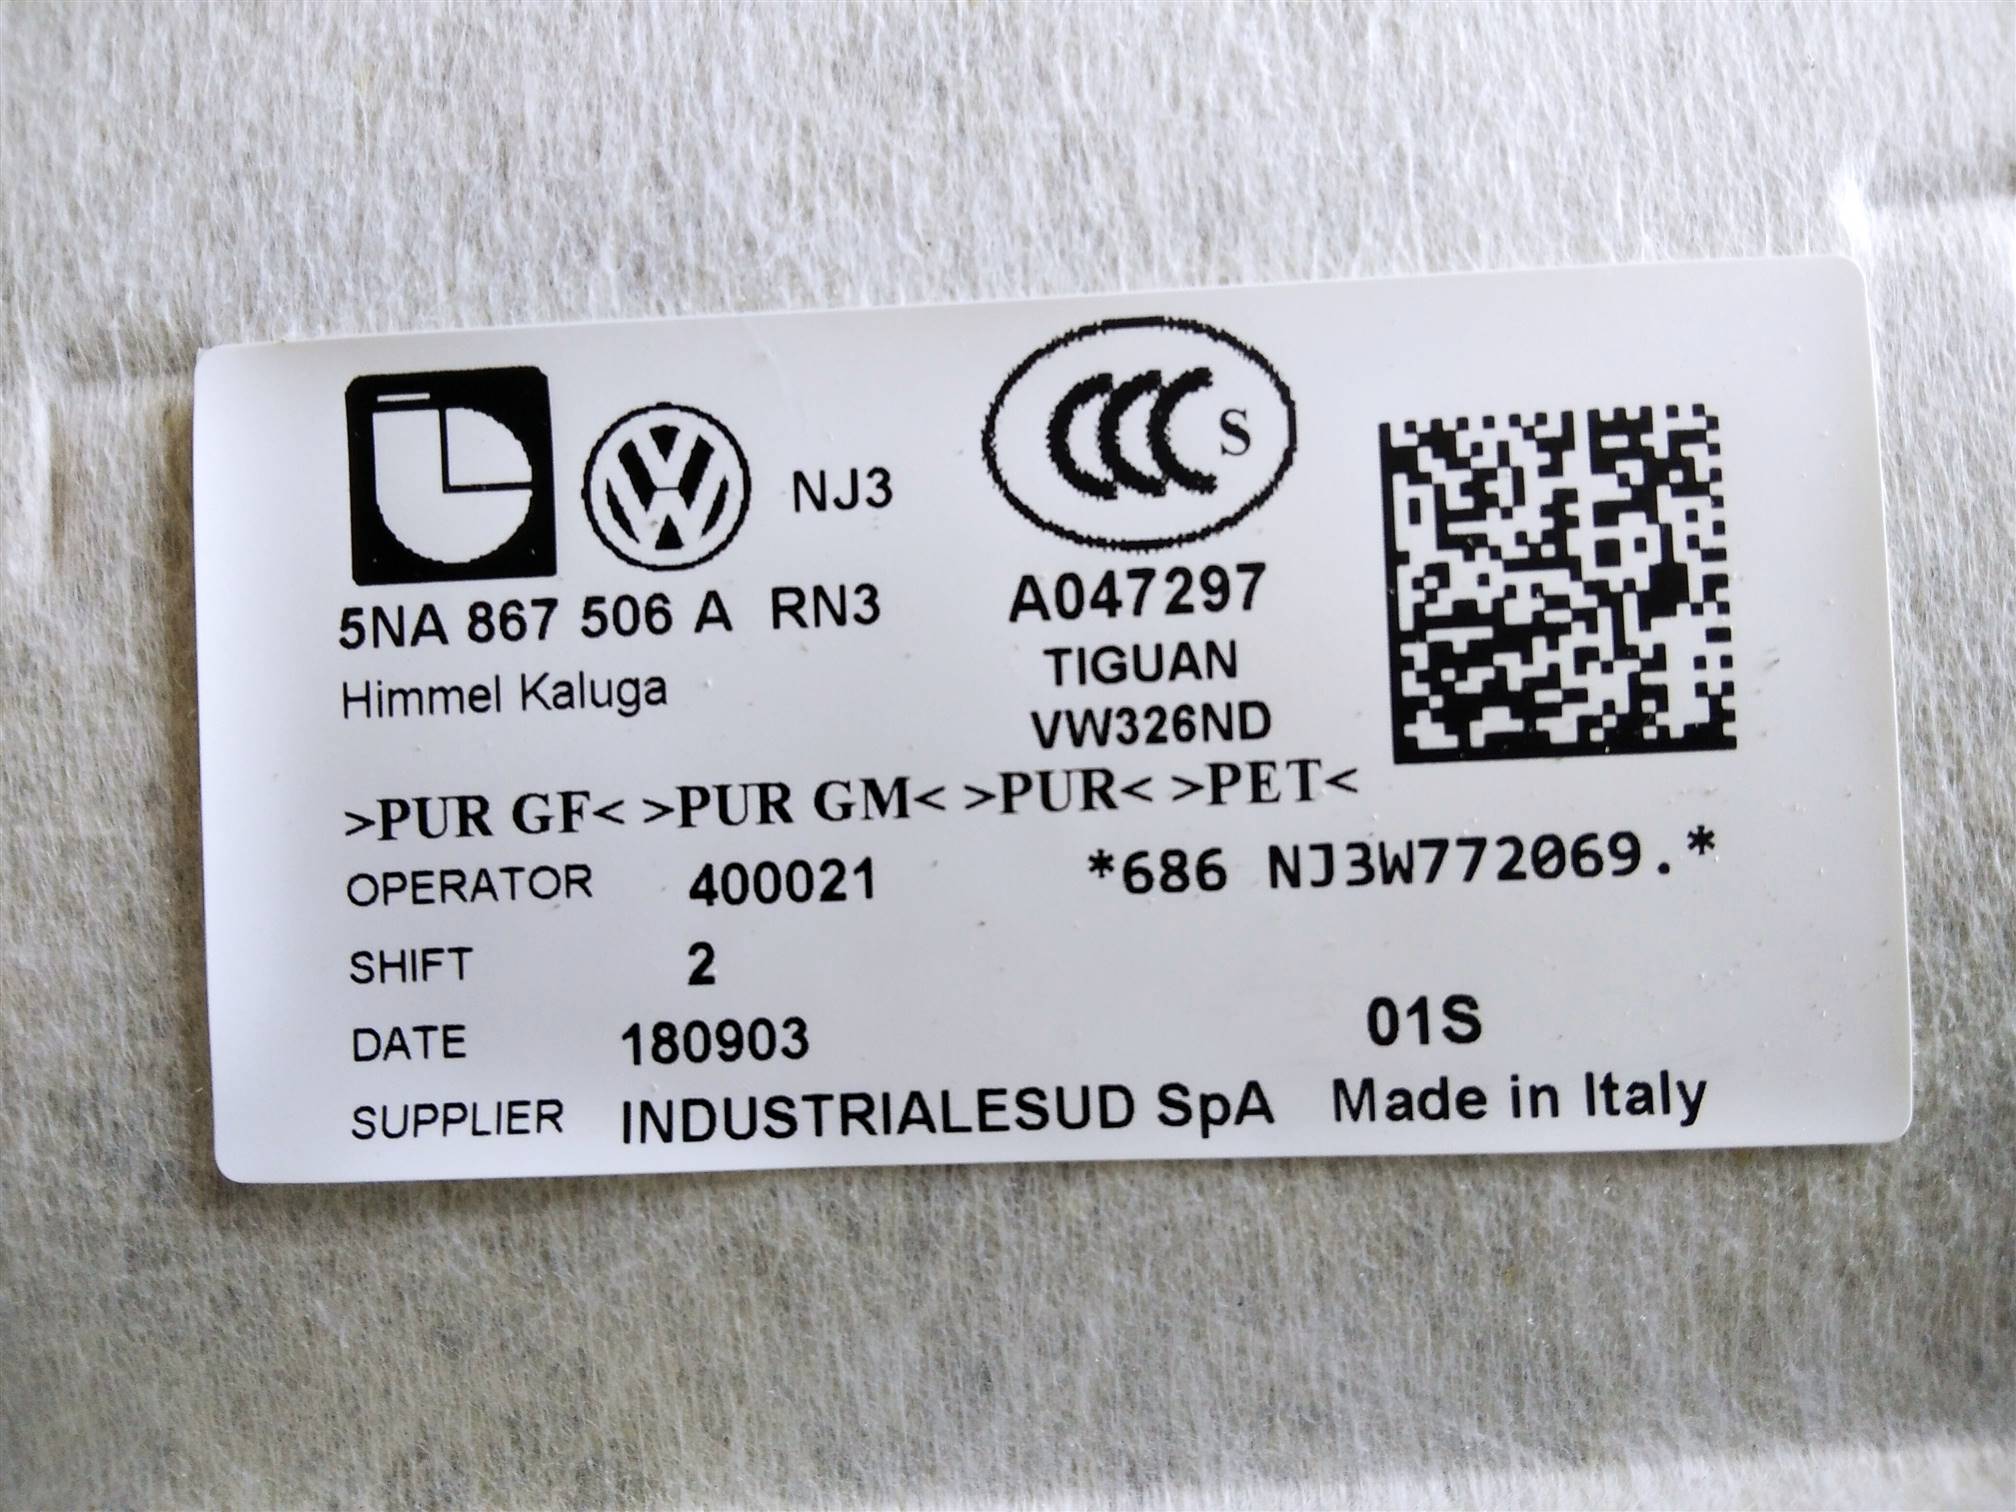 NJ3
CCC S
5NA 867 506 A RN3
A047297
Himmel Kaluga
TIGUAN
VW326ND
>PUR GF< >PUR GM< >PUR< >PET<
OPERATOR 400021
*686 NJ3W772069.*
SHIFT 2
DATE 180903
01S
SUPPLIER INDUSTRIALESUD SpA Made in Italy